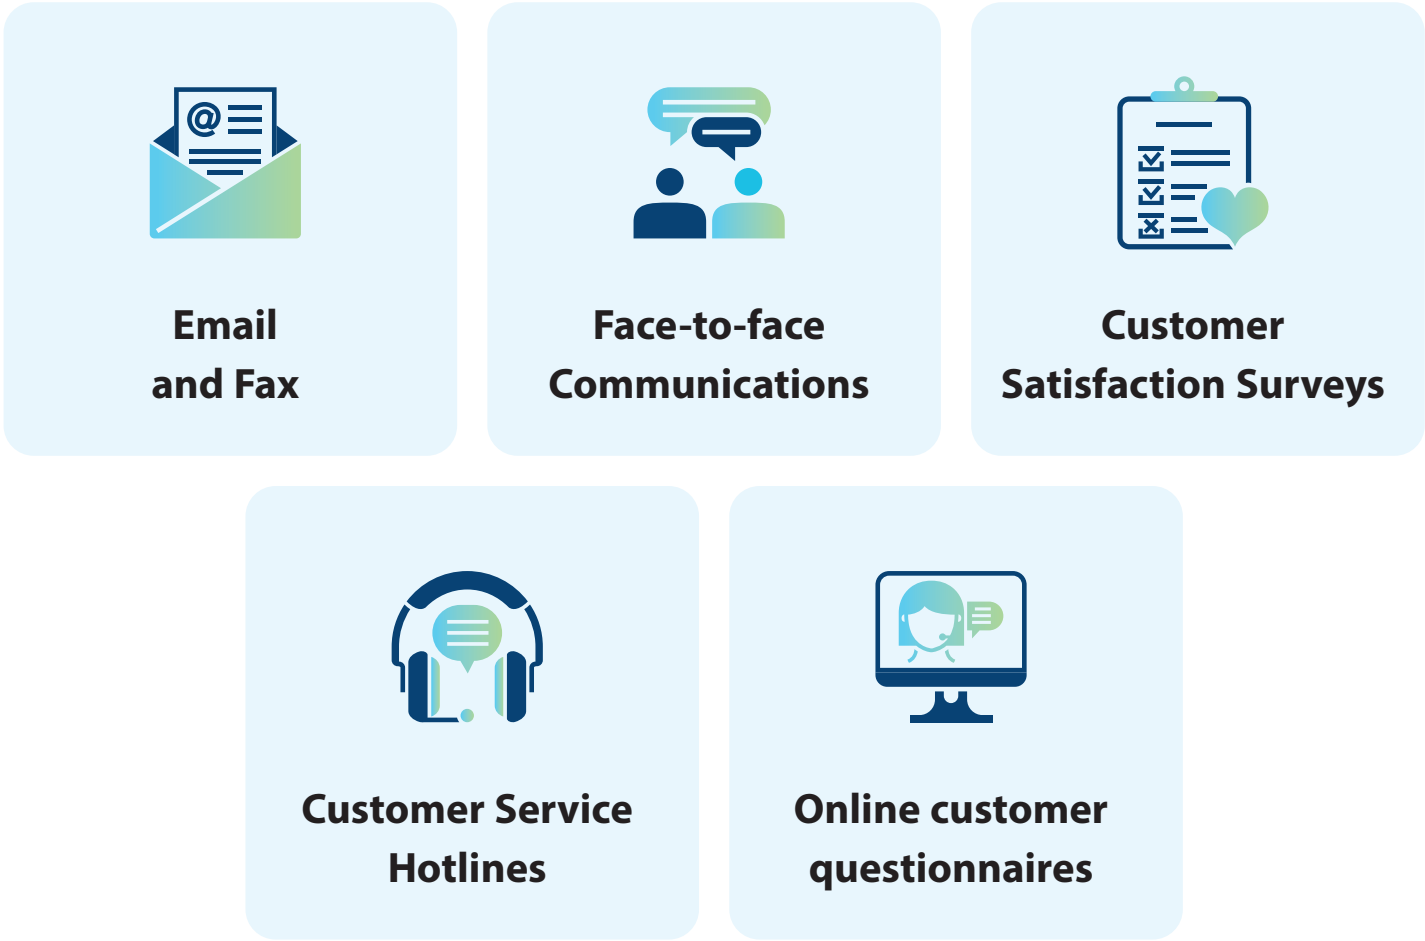 @
Email
and Fax
Face-to-face
Communications
Customer
Satisfaction Surveys
Customer Service
Hotlines
Online customer
questionnaires